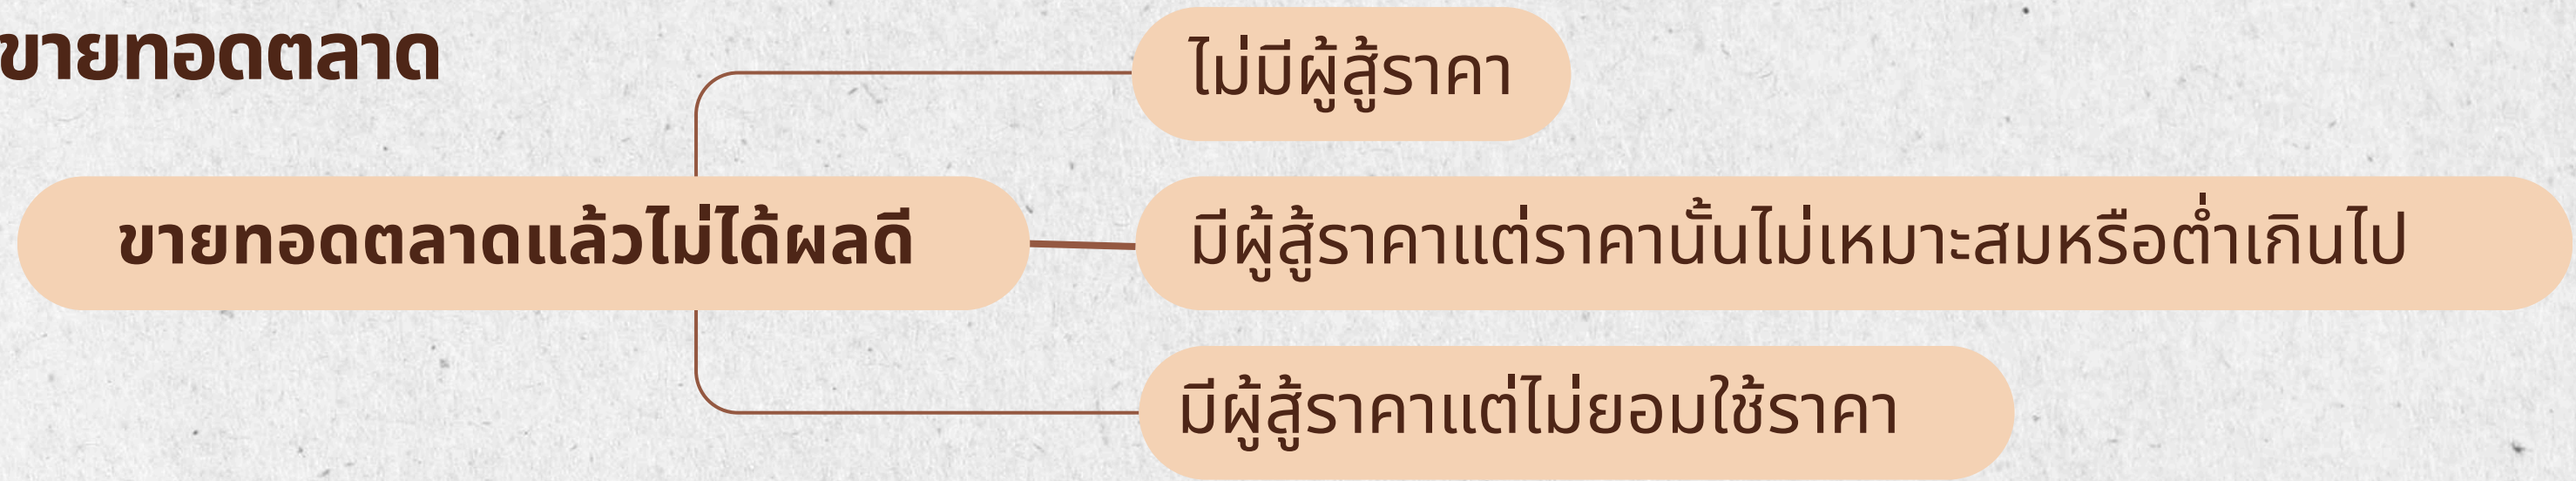 ขายทอดตลาด
ไม่มีผู้สู้ราคา
ขายทอดตลาดแล้วไม่ได้ผลดี
มีผู้สู้ราคาแต่ราคานั้นไม่เหมาะสมหรือต่ำเกินไป
มีผู้สู้ราคาแต่ไม่ยอมใช้ราคา